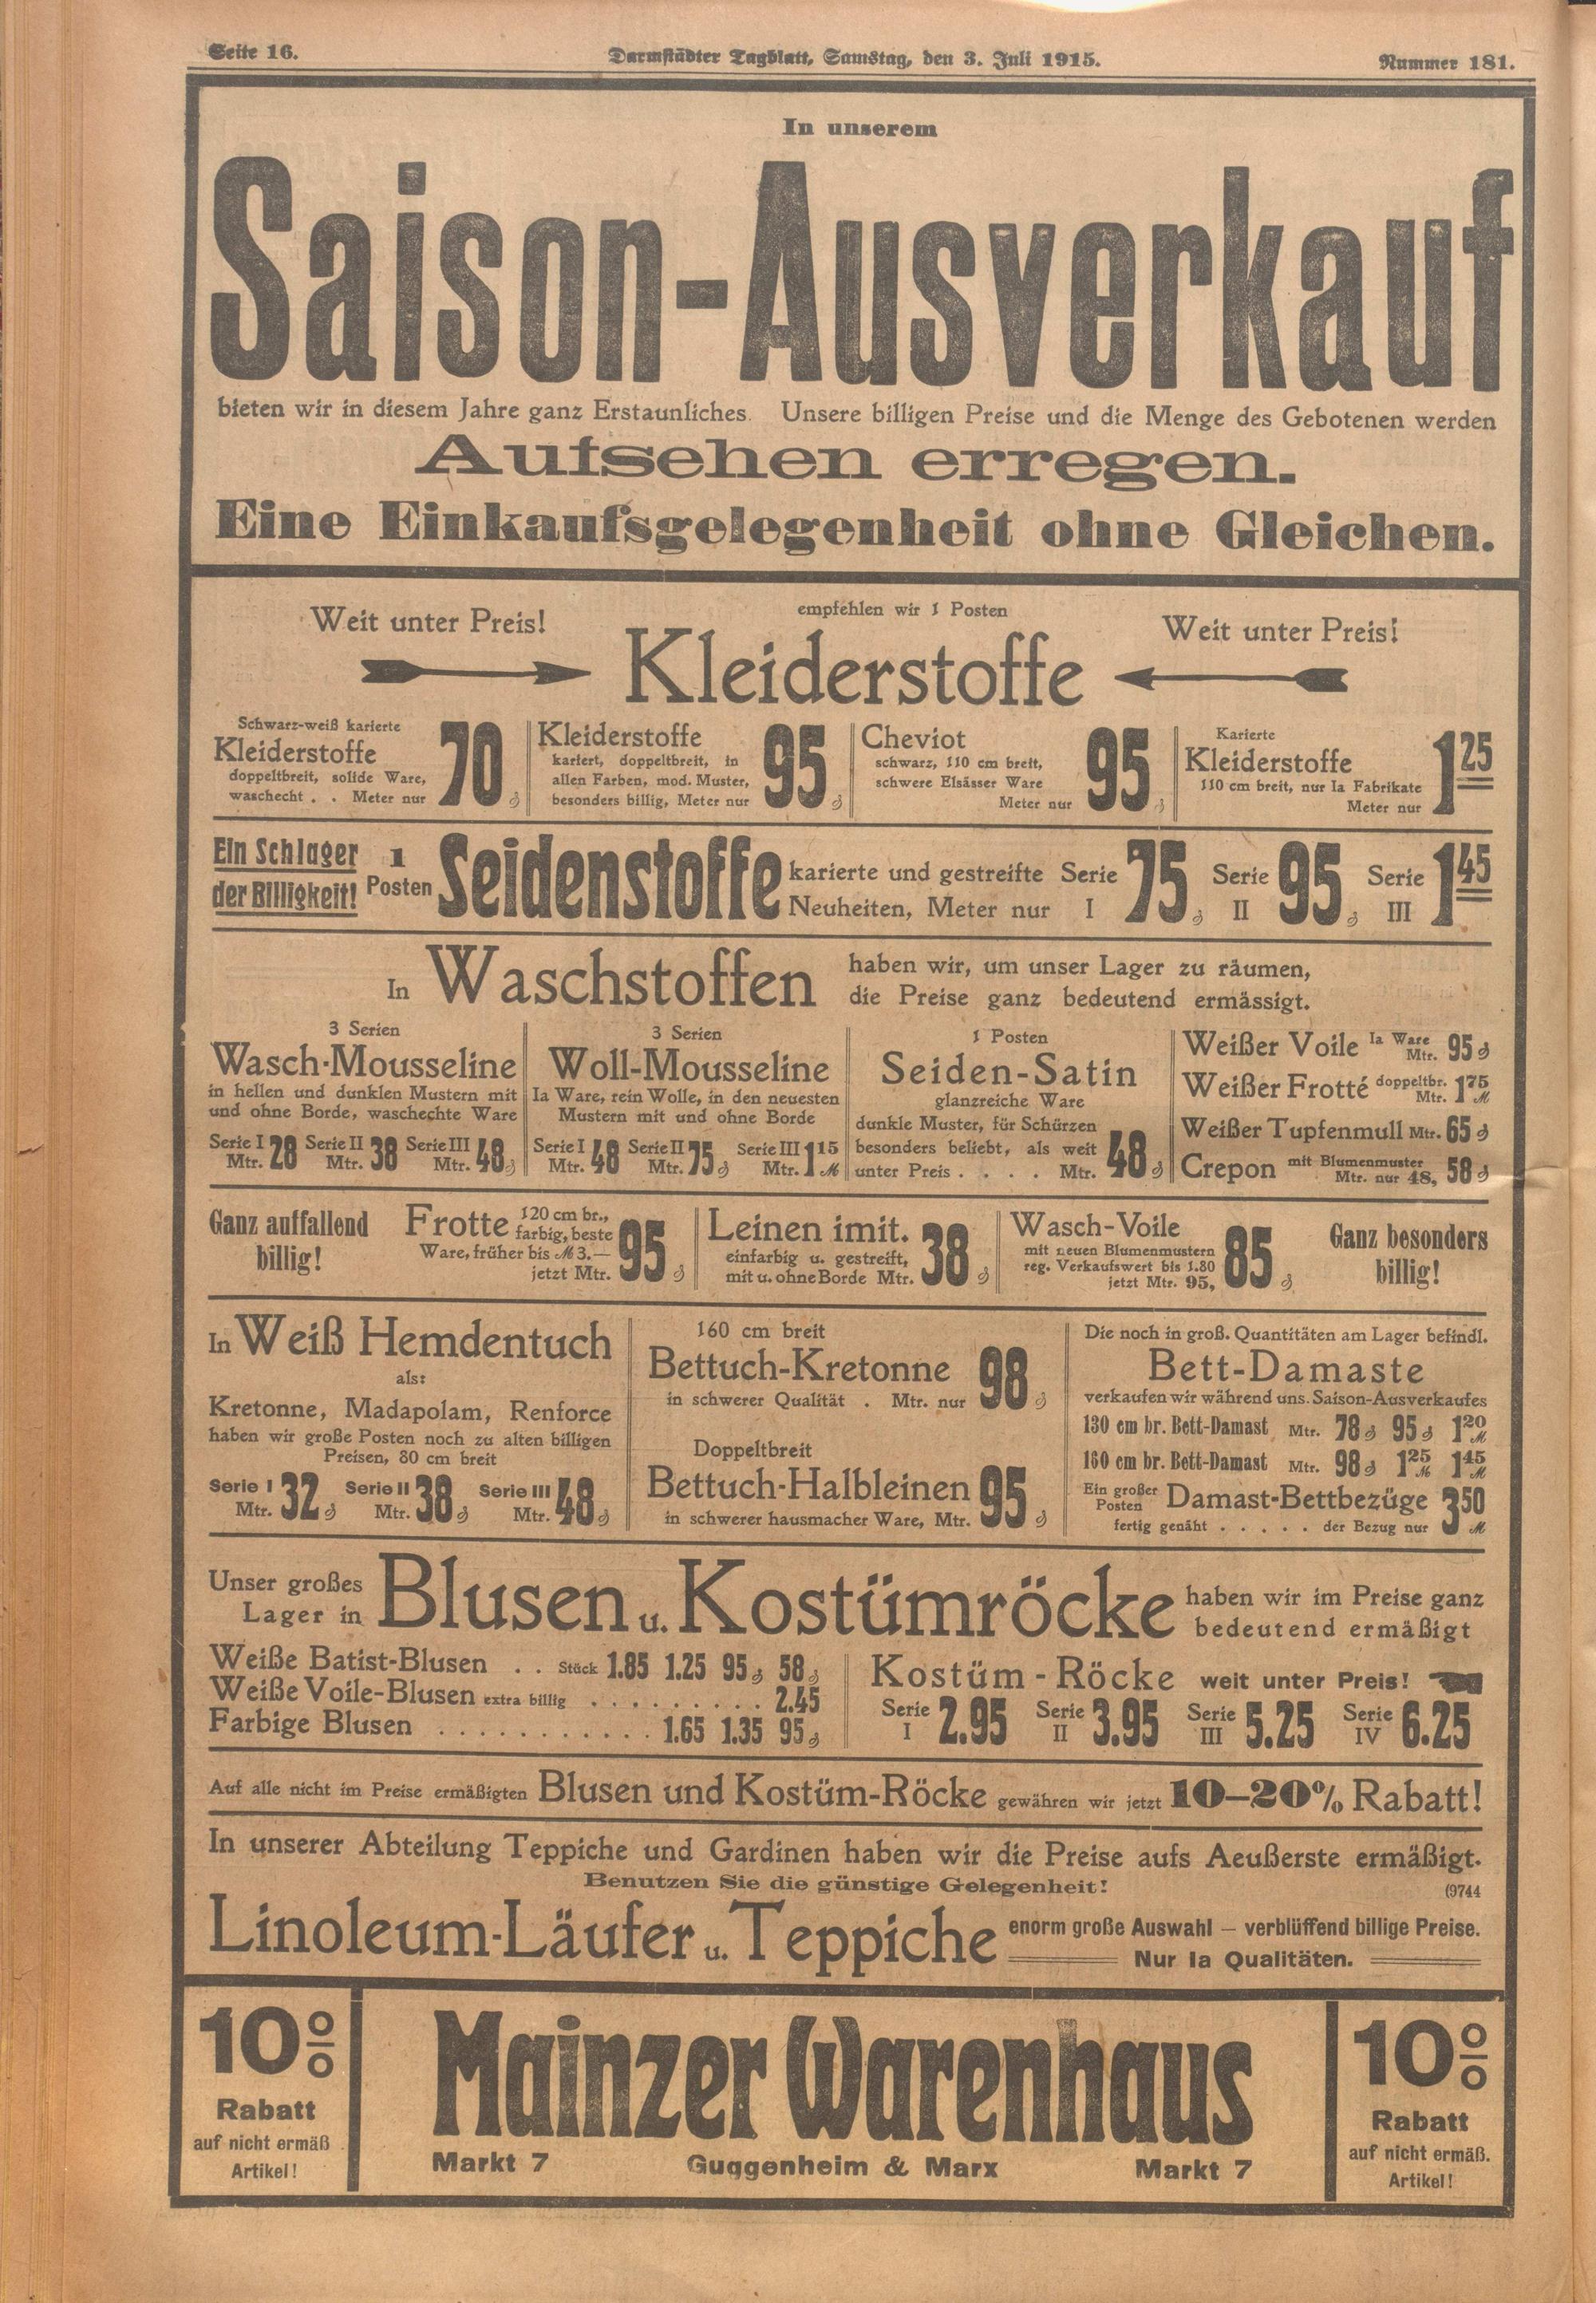 Seite 16.
Darmstädter Tagblatt, Samstag, den 3. Juli 1915.
Nummer 181.
In unserem
Saison-Ausverkauf
bieten wir in diesem Jahre ganz Erstaunliches. Unsere billigen Preise und die Menge des Gebotenen werden
Aufsehen erregen.
Eine Einkaufsgelegenheit ohne Gleichen.
Weit unter Preis!
empfehlen wir 1 Posten
Weit unter Preis!
Kleiderstoffe
Schwarz-weiß karierte
Kleiderstoffe
doppeltbreit, solide Ware,
waschecht . . Meter nur 70 ₰
Kleiderstoffe
kariert, doppeltbreit, in
allen Farben, mod. Muster,
besonders billig, Meter nur 95 ₰
Cheviot
schwarz, 110 cm breit,
schwere Elsässer Ware
Meter nur 95 ₰
Karierte
Kleiderstoffe
110 cm breit, nur Ia Fabrikate
Meter nur 1 25
Ein Schlager
der Billigkeit!
1
Posten
Seidenstoffe
karierte und gestreifte
Neuheiten, Meter nur
Serie I 75 ₰ Serie II 95 ₰ Serie III 1 45
In Waschstoffen
haben wir, um unser Lager zu räumen,
die Preise ganz bedeutend ermässigt.
3 Serien
Wasch-Mousseline
in hellen und dunklen Mustern mit
und ohne Borde, waschechte Ware
Serie I Mtr. 28 Serie II Mtr. 38 Serie III Mtr. 48 ₰
3 Serien
Woll-Mousseline
Ia Ware, rein Wolle, in den neuesten
Mustern mit und ohne Borde
Serie I Mtr. 48 Serie II Mtr. 75 ₰ Serie III Mtr. 1 15 ℳ
1 Posten
Seiden-Satin
glanzreiche Ware
dunkle Muster, für Schürzen
besonders beliebt, als weit
unter Preis . . . . Mtr. 48 ₰
Weißer Voile Ia Ware Mtr. 95 ₰
Weißer Frotté doppeltbr. Mtr. 1 75 ℳ
Weißer Tupfenmull Mtr. 65 ₰
Crepon mit Blumenmuster Mtr. nur 48, 58 ₰
Ganz auffallend
billig!
Frotte 120 cm br.,
farbig, beste
Ware, früher bis ℳ 3.—
jetzt Mtr. 95 ₰
Leinen imit.
einfarbig u. gestreift,
mit u. ohne Borde Mtr. 38 ₰
Wasch-Voile
mit neuen Blumenmustern
reg. Verkaufswert bis 1.80
jetzt Mtr. 95, 85 ₰
Ganz besonders
billig!
In Weiß Hemdentuch
als:
Kretonne, Madapolam, Renforce
haben wir große Posten noch zu alten billigen
Preisen, 80 cm breit
Serie I Mtr. 32 ₰ Serie II Mtr. 38 ₰ Serie III Mtr. 48 ₰
160 cm breit
Bettuch-Kretonne
in schwerer Qualität . Mtr. nur 98 ₰
Doppeltbreit
Bettuch-Halbleinen
in schwerer hausmacher Ware, Mtr. 95 ₰
Die noch in groß. Quantitäten am Lager befindl.
Bett-Damaste
verkaufen wir während uns. Saison-Ausverkaufes
130 cm br. Bett-Damast Mtr. 78 ₰ 95 ₰ 1 20 ℳ
160 cm br. Bett-Damast Mtr. 98 ₰ 1 25 ℳ 1 45 ℳ
Ein großer Posten Damast-Bettbezüge 3 50 ℳ
fertig genäht . . . . . der Bezug nur
Unser großes
Lager in
Blusen u. Kostümröcke
haben wir im Preise ganz
bedeutend ermäßigt
Weiße Batist-Blusen . . Stück 1.85 1.25 95 ₰ 58 ₰
Weiße Voile-Blusen extra billig . . . . . . . . . 2.45
Farbige Blusen . . . . . . . . . . . 1.65 1.35 95 ₰
Kostüm-Röcke weit unter Preis!
Serie I 2.95 Serie II 3.95 Serie III 5.25 Serie IV 6.25
Auf alle nicht im Preise ermäßigten Blusen und Kostüm-Röcke gewähren wir jetzt 10—20% Rabatt!
In unserer Abteilung Teppiche und Gardinen haben wir die Preise aufs Aeußerste ermäßigt.
Benutzen Sie die günstige Gelegenheit!
(9744
Linoleum-Läufer u. Teppiche
enorm große Auswahl — verblüffend billige Preise.
Nur Ia Qualitäten.
10%
Rabatt
auf nicht ermäß
Artikel!
Mainzer Warenhaus
Markt 7 Guggenheim & Marx Markt 7
10%
Rabatt
auf nicht ermäß.
Artikel!